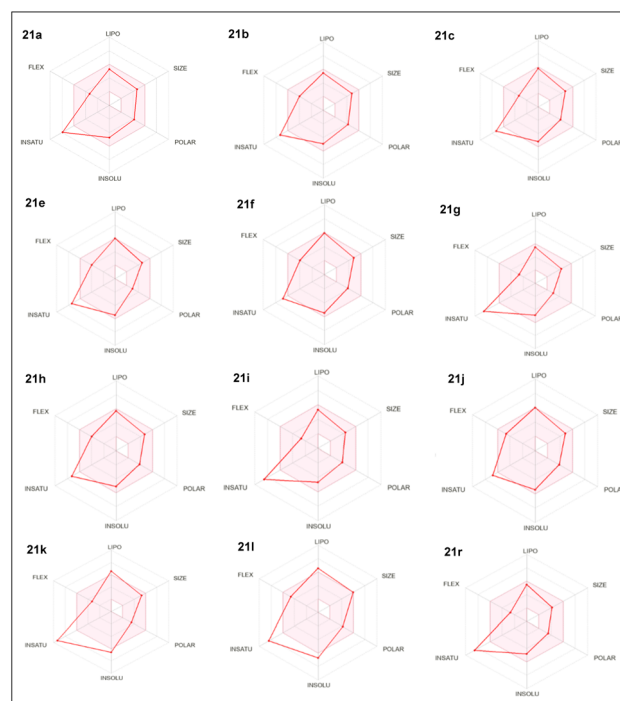 21a
LIPO
FLEX
SIZE
INSATU
POLAR
INSOLU
21b
LIPO
FLEX
SIZE
INSATU
POLAR
INSOLU
21c
LIPO
FLEX
SIZE
INSATU
POLAR
INSOLU
21e
LIPO
FLEX
SIZE
INSATU
POLAR
INSOLU
21f
LIPO
FLEX
SIZE
INSATU
POLAR
INSOLU
21g
LIPO
FLEX
SIZE
INSATU
POLAR
INSOLU
21h
LIPO
FLEX
SIZE
INSATU
POLAR
INSOLU
21i
LIPO
FLEX
SIZE
INSATU
POLAR
INSOLU
21j
LIPO
FLEX
SIZE
INSATU
POLAR
INSOLU
21k
LIPO
FLEX
SIZE
INSATU
POLAR
INSOLU
21l
LIPO
FLEX
SIZE
INSATU
POLAR
INSOLU
21r
LIPO
FLEX
SIZE
INSATU
POLAR
INSOLU